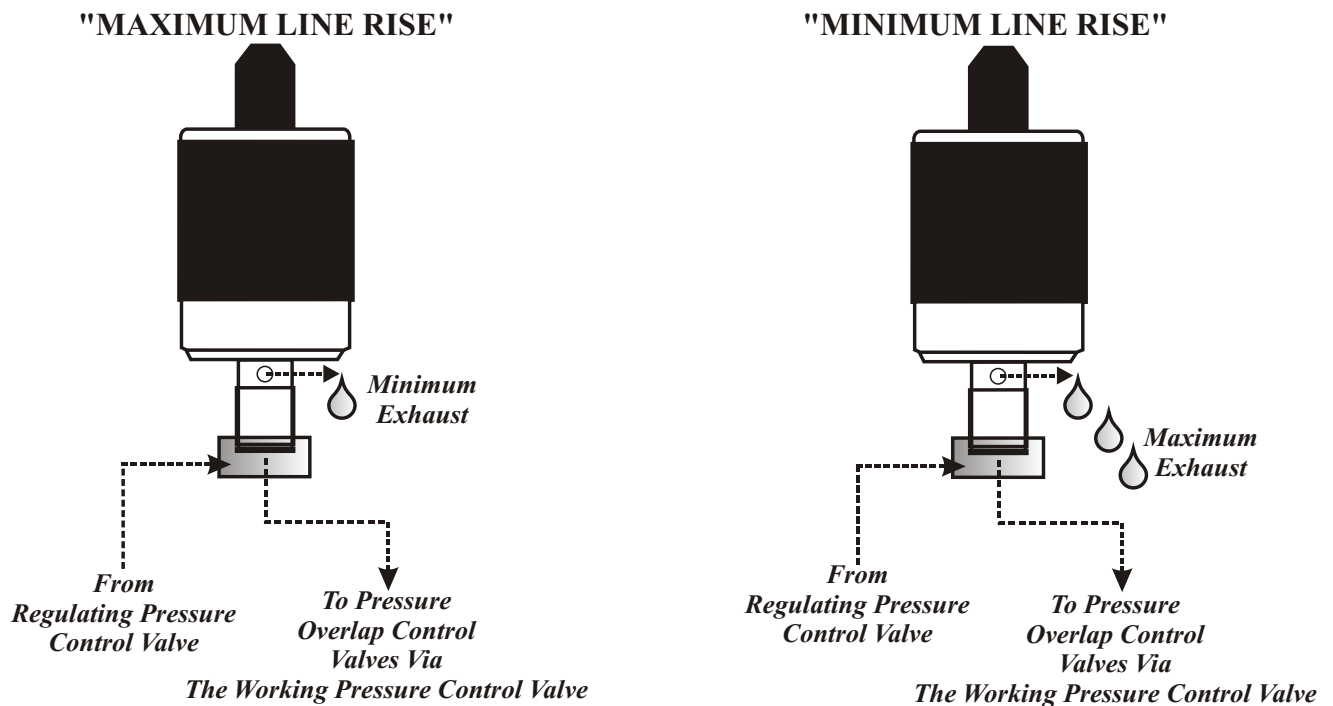 "MAXIMUM LINE RISE"
Minimum
Exhaust
From
Regulating Pressure
Control Valve
To Pressure
Overlap Control
Valves Via
The Working Pressure Control Valve
"MINIMUM LINE RISE"
Maximum
Exhaust
From
Regulating Pressure
Control Valve
To Pressure
Overlap Control
Valves Via
The Working Pressure Control Valve